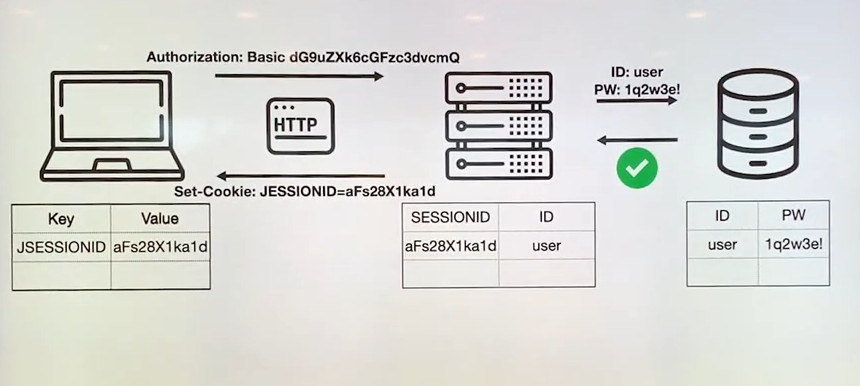 Authorization: Basic dG9uZXk6cGFzc3dvcmQ
HTTP
Set-Cookie: JESSIONID=aFs28X1ka1d
ID: user
PW: 1q2w3e!
Key Value
JSESSIONID aFs28X1ka1d
SESSIONID ID
aFs28X1ka1d user
ID PW
user 1q2w3e!